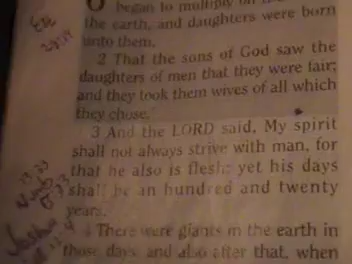 began to multiply on
the earth, and daughters were born
unto them.
2 That the sons of God saw the
daughters of men that they were fair;
and they took them wives of all which
they chose.
3 And the LORD said, My spirit
shall not always strive with man, for
that he also is flesh: yet his days
shall be an hundred and twenty
years.
4 There were giants in the earth in
those days; and also after that, when